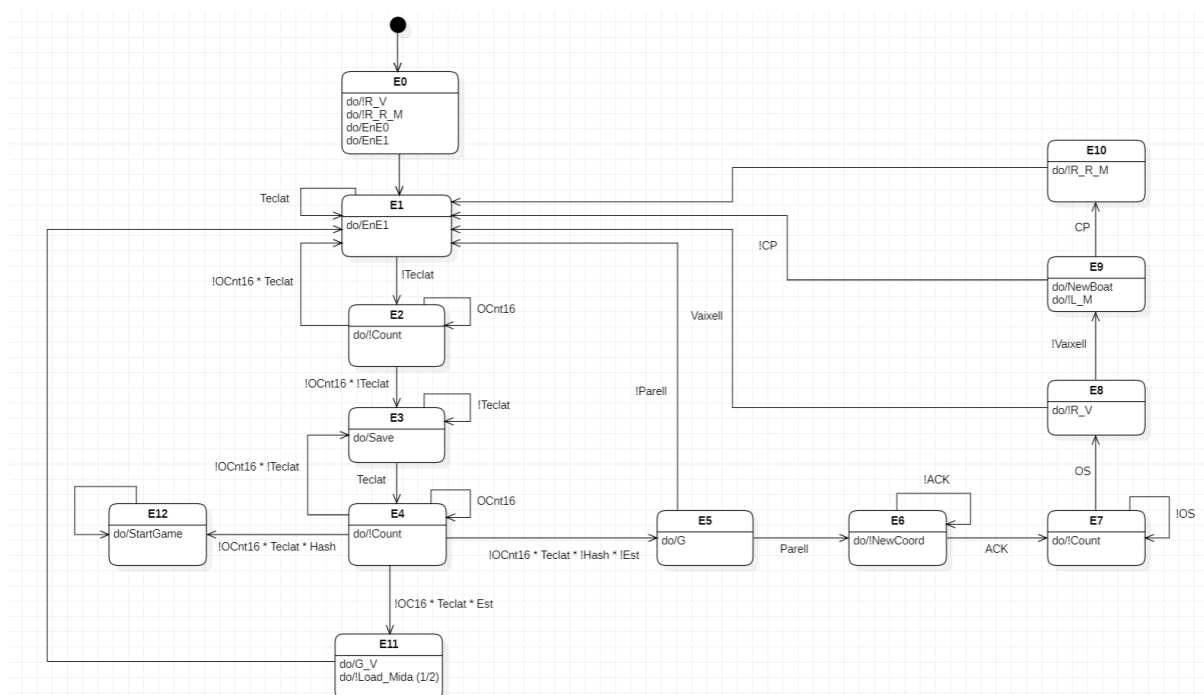 E0
do/!R_V
do/!R_R_M
do/EnE0
do/EnE1
E10
do/!R_R_M
Teclat
E1
do/EnE1
CP
!CP
!Teclat
E9
do/NewBoat
do/!L_M
!OCnt16 * Teclat
E2
do/!Count
OCnt16
Vaixell
!Vaixell
!OCnt16 * !Teclat
!Parell
E8
do/!R_V
E3
do/Save
!Teclat
!OCnt16 * !Teclat
Teclat
OS
!ACK
OCnt16
E12
do/StartGame
E4
do/!Count
E5
do/G
E6
do/!NewCoord
E7
do/!Count
!OS
!OCnt16 * Teclat * Hash
!OCnt16 * Teclat * !Hash * !Est
Parell
ACK
!OC16 * Teclat * Est
E11
do/G_V
do/!Load_Mida (1/2)